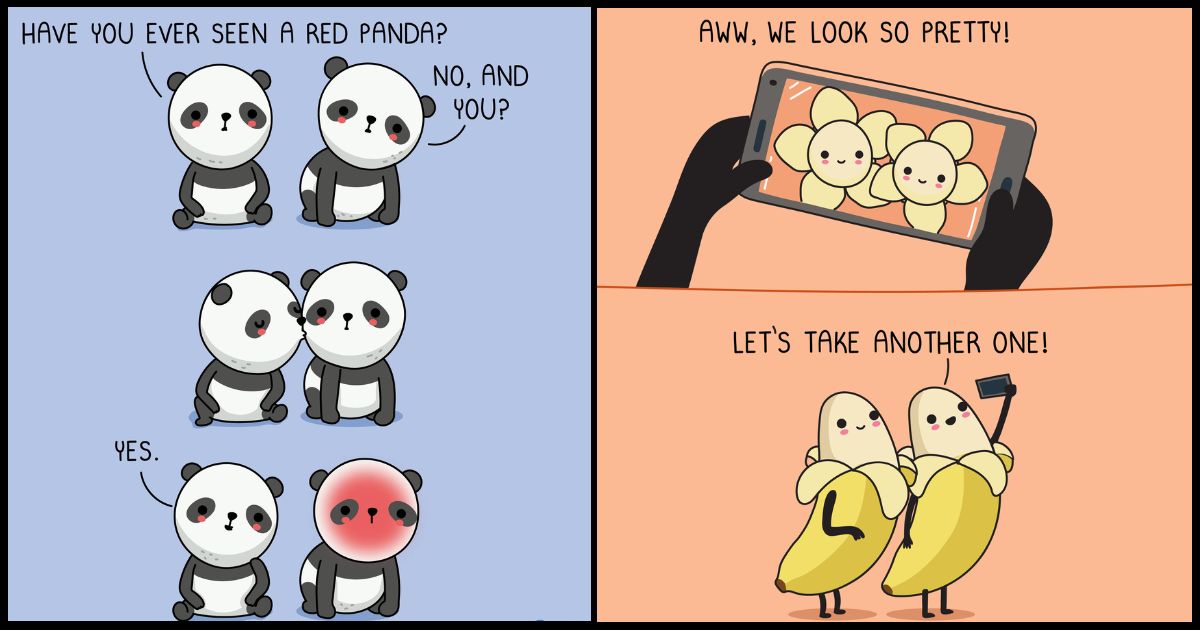 HAVE YOU EVER SEEN A RED PANDA?
NO, AND
YOU?
YES.
AWW, WE LOOK SO PRETTY!
LET'S TAKE ANOTHER ONE!